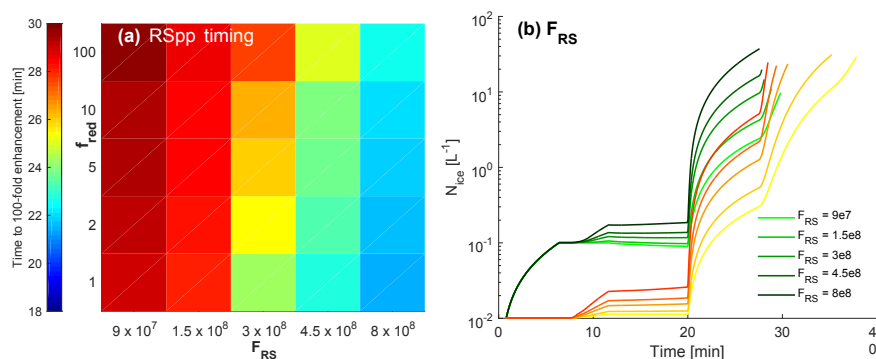 (a) RSpp timing
Time to 100-fold enhancement [min]
30
28
26
24
22
20
18
f_red
100
10
5
2
1
9 x 10^7
1.5 x 10^8
3 x 10^8
4.5 x 10^8
8 x 10^8
F_RS
(b) F_RS
N_ice [L^-1]
10^2
10^1
10^0
10^-1
10^-2
F_RS = 9e7
F_RS = 1.5e8
F_RS = 3e8
F_RS = 4.5e8
F_RS = 8e8
0
10
20
30
4
0
Time [min]